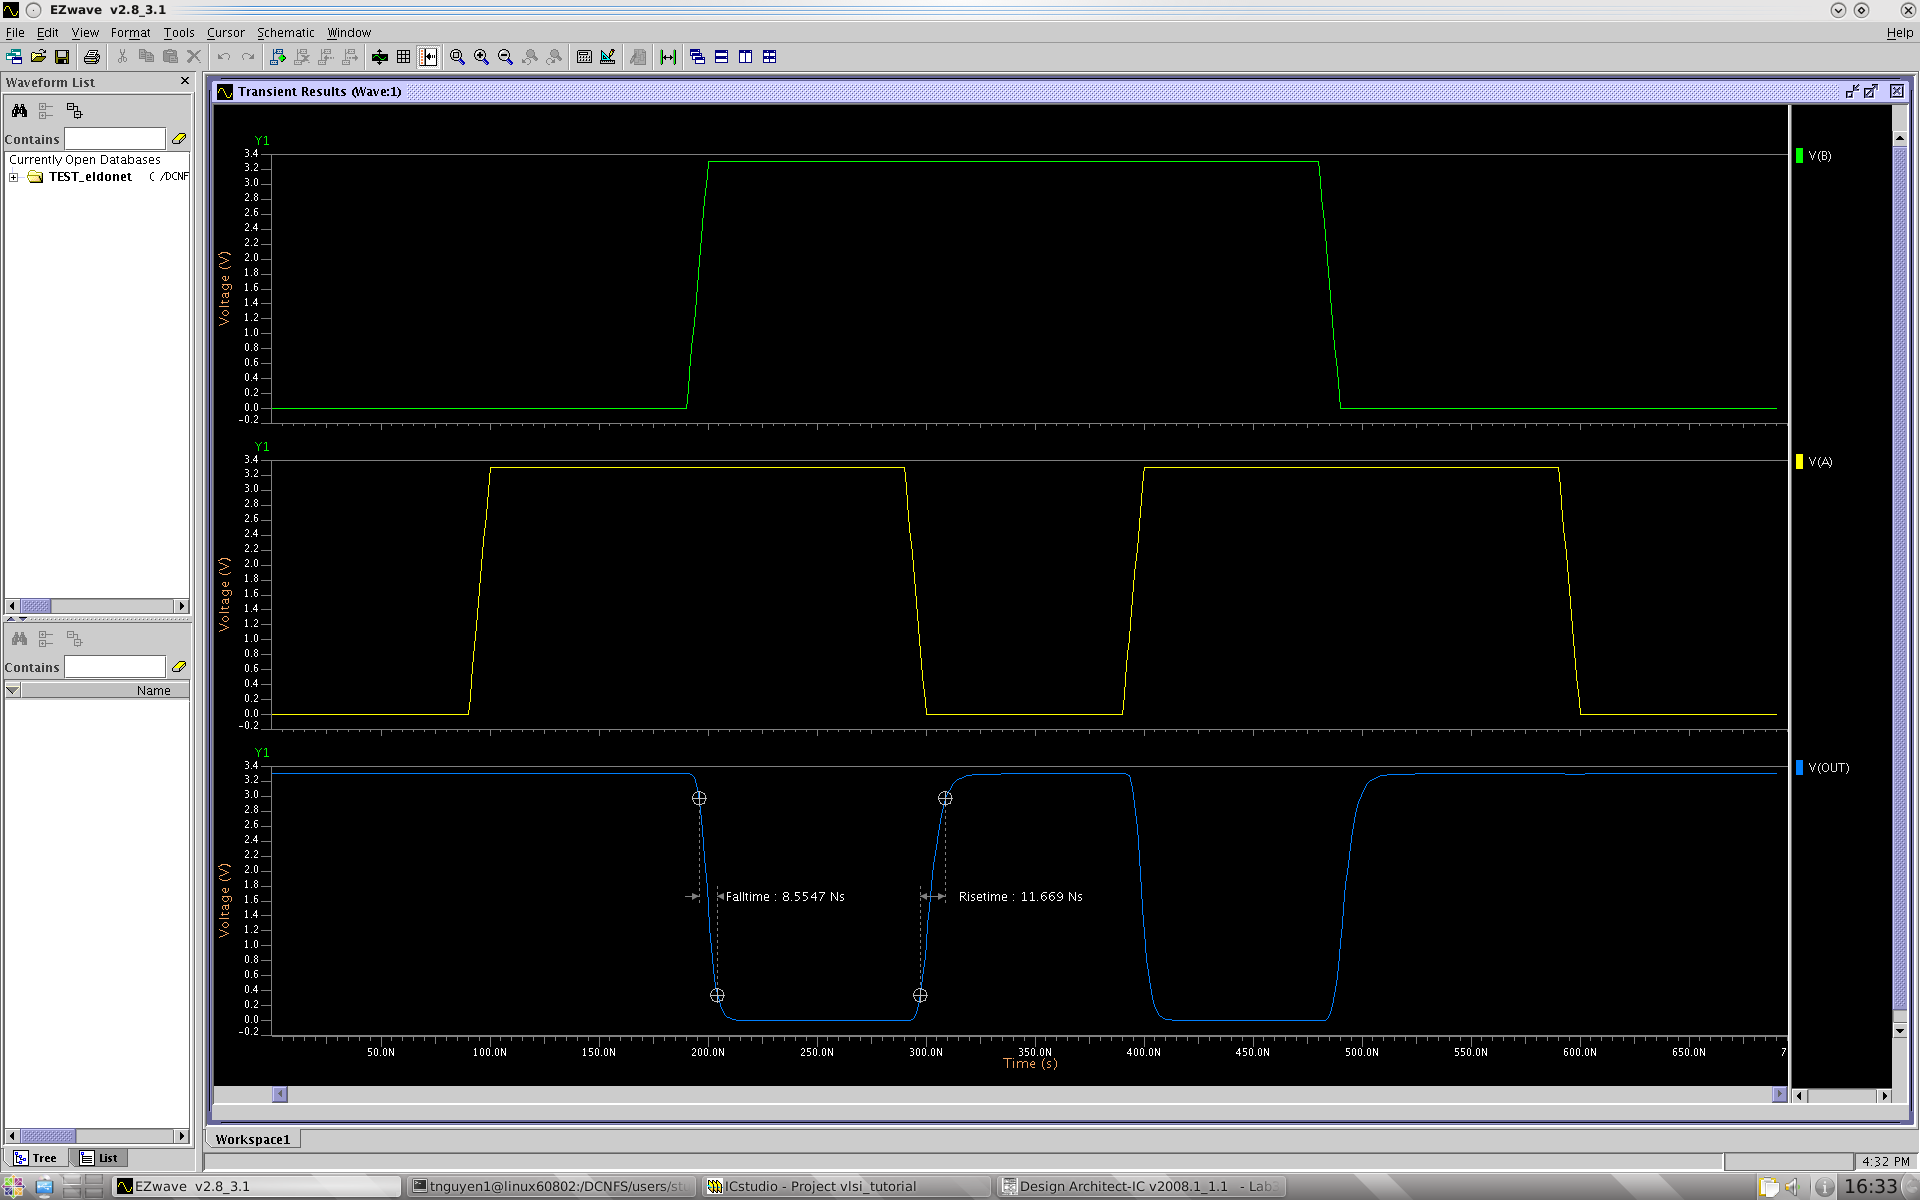 EZwave v2.8_3.1
File Edit View Format Tools Cursor Schematic Window Help
Waveform List
Contains
Currently Open Databases
TEST_eldonet ( /DCNF
Contains
Name
Tree List
Transient Results (Wave:1)
Y1
3.4
3.2
3.0
2.8
2.6
2.4
2.2
2.0
1.8
1.6
1.4
1.2
1.0
0.8
0.6
0.4
0.2
0.0
-0.2
Voltage (V)
V(B)
Y1
3.4
3.2
3.0
2.8
2.6
2.4
2.2
2.0
1.8
1.6
1.4
1.2
1.0
0.8
0.6
0.4
0.2
0.0
-0.2
Voltage (V)
V(A)
Y1
3.4
3.2
3.0
2.8
2.6
2.4
2.2
2.0
1.8
1.6
1.4
1.2
1.0
0.8
0.6
0.4
0.2
0.0
-0.2
Voltage (V)
V(OUT)
Falltime : 8.5547 Ns Risetime : 11.669 Ns
50.0N 100.0N 150.0N 200.0N 250.0N 300.0N 350.0N 400.0N 450.0N 500.0N 550.0N 600.0N 650.0N 7
Time (s)
Workspace1
4:32 PM
EZwave v2.8_3.1 tnguyen1@linux60802:/DCNFS/users/st ICstudio - Project vlsi_tutorial Design Architect-IC v2008.1_1.1 - Lab 16:33